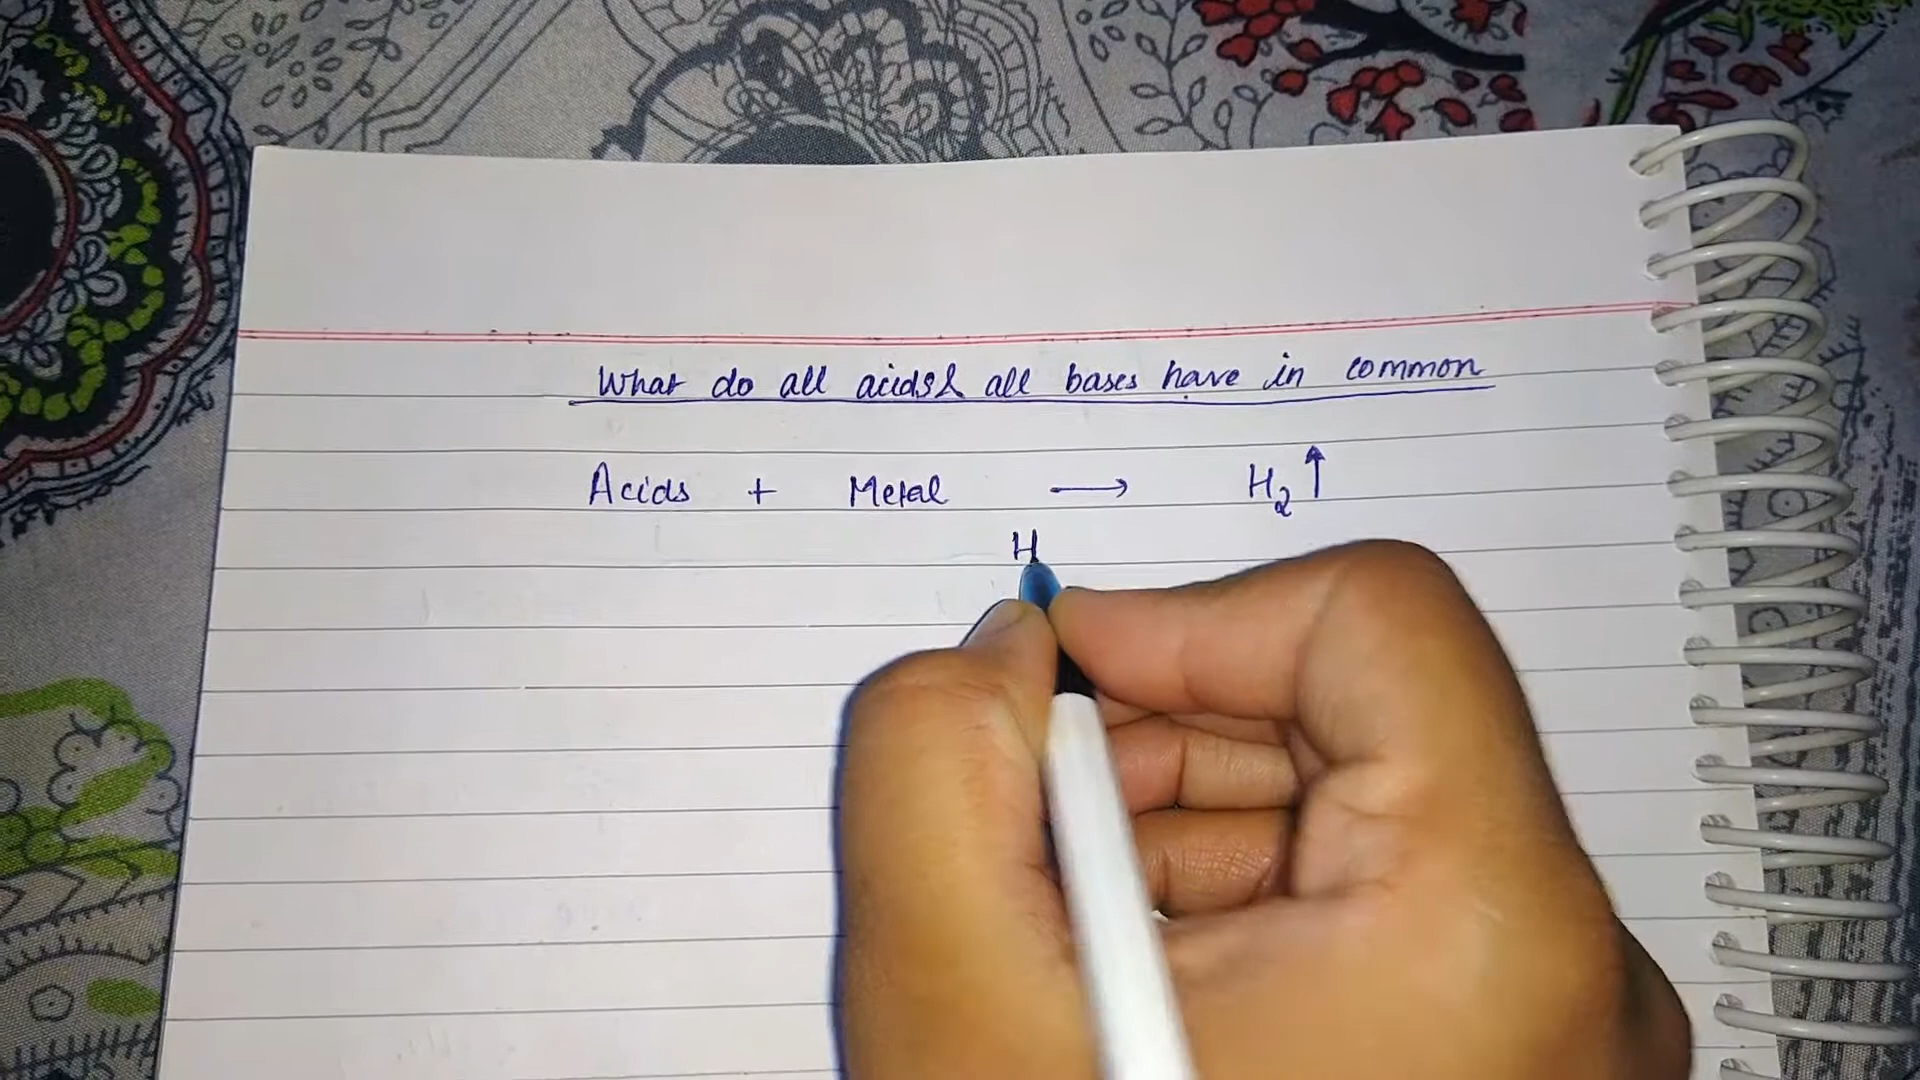 What do all acids & all bases have in common
Acids + Metal ⟶ H₂↑
H